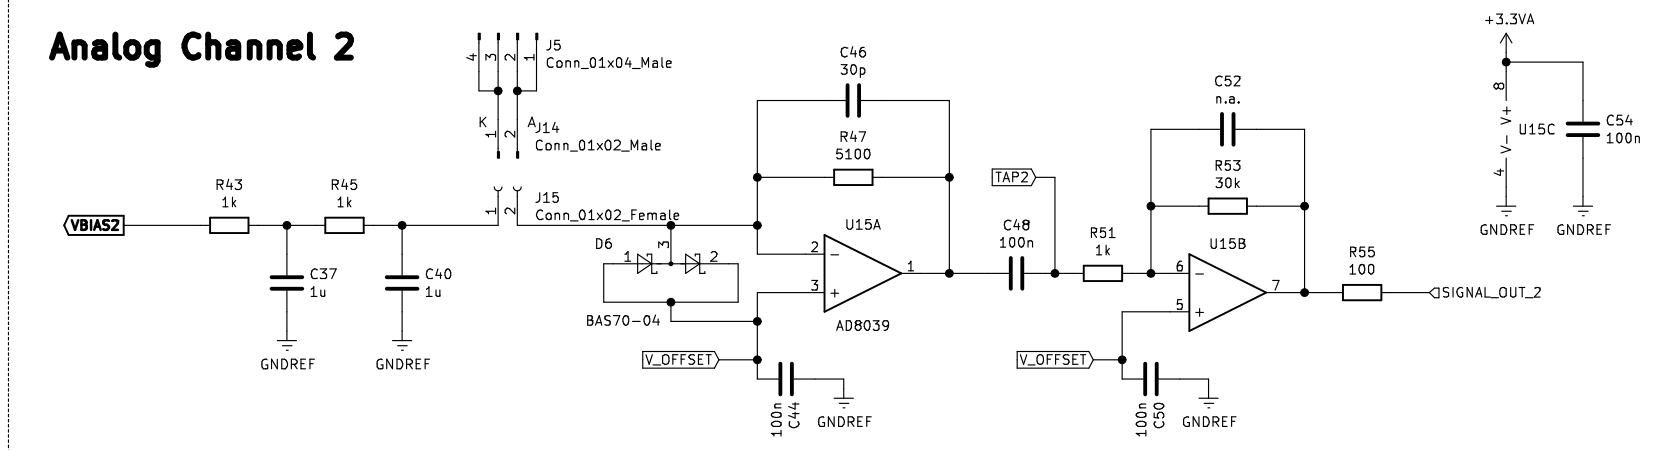 Analog Channel 2
4
3
2
1
J5
Conn_01x04_Male
K
1
2
A
J14
Conn_01x02_Male
1
2
J15
Conn_01x02_Female
VBIAS2
R43
1k
R45
1k
C37
1u
GNDREF
C40
1u
GNDREF
D6
1
3
2
BAS70-04
C46
30p
R47
5100
U15A
2
−
3
+
1
AD8039
V_OFFSET
100n
C44
GNDREF
TAP2
C48
100n
R51
1k
C52
n.a.
R53
30k
U15B
6
−
5
+
7
V_OFFSET
100n
C50
GNDREF
R55
100
SIGNAL_OUT_2
+3.3VA
8
V+
V-
4
U15C
GNDREF
C54
100n
GNDREF